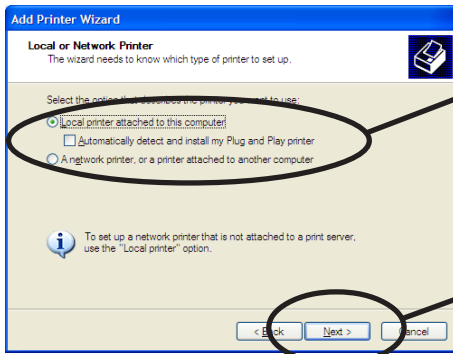 Add Printer Wizard
Local or Network Printer
The wizard needs to know which type of printer to set up.
Select the option that describes the printer you want to use:
Local printer attached to this computer
Automatically detect and install my Plug and Play printer
A network printer, or a printer attached to another computer
To set up a network printer that is not attached to a print server,
use the "Local printer" option.
< Back Next > Cancel